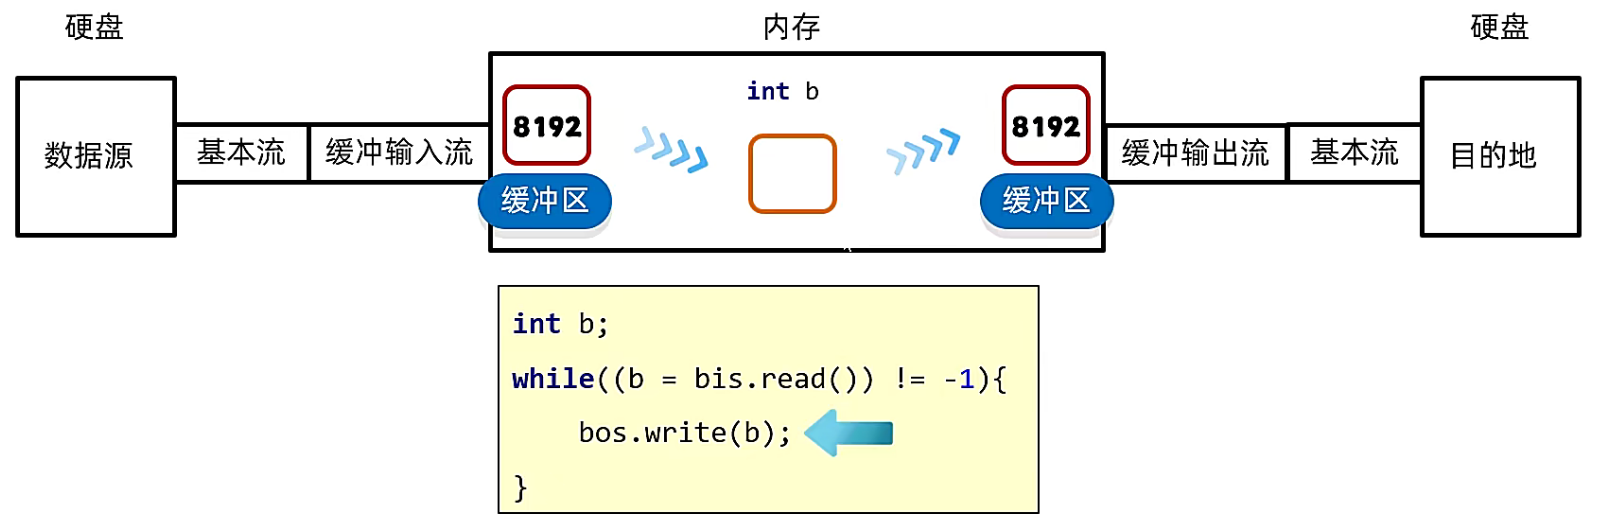 硬盘
内存
硬盘
int b
8192
8192
数据源
基本流
缓冲输入流
缓冲输出流
基本流
目的地
缓冲区
缓冲区
int b;
while((b = bis.read()) != -1){
bos.write(b);
}